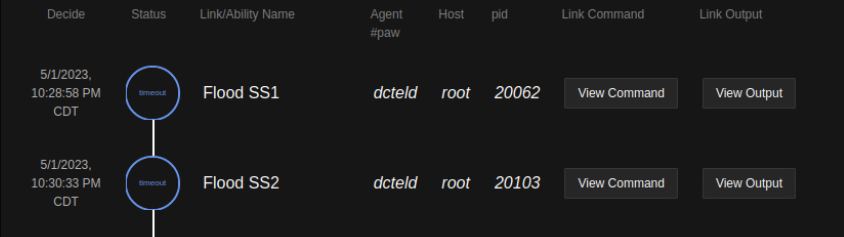 Decide Status Link/Ability Name Agent #paw Host pid Link Command Link Output
5/1/2023, 10:28:58 PM CDT timeout Flood SS1 dcteld root 20062 View Command View Output
5/1/2023, 10:30:33 PM CDT timeout Flood SS2 dcteld root 20103 View Command View Output